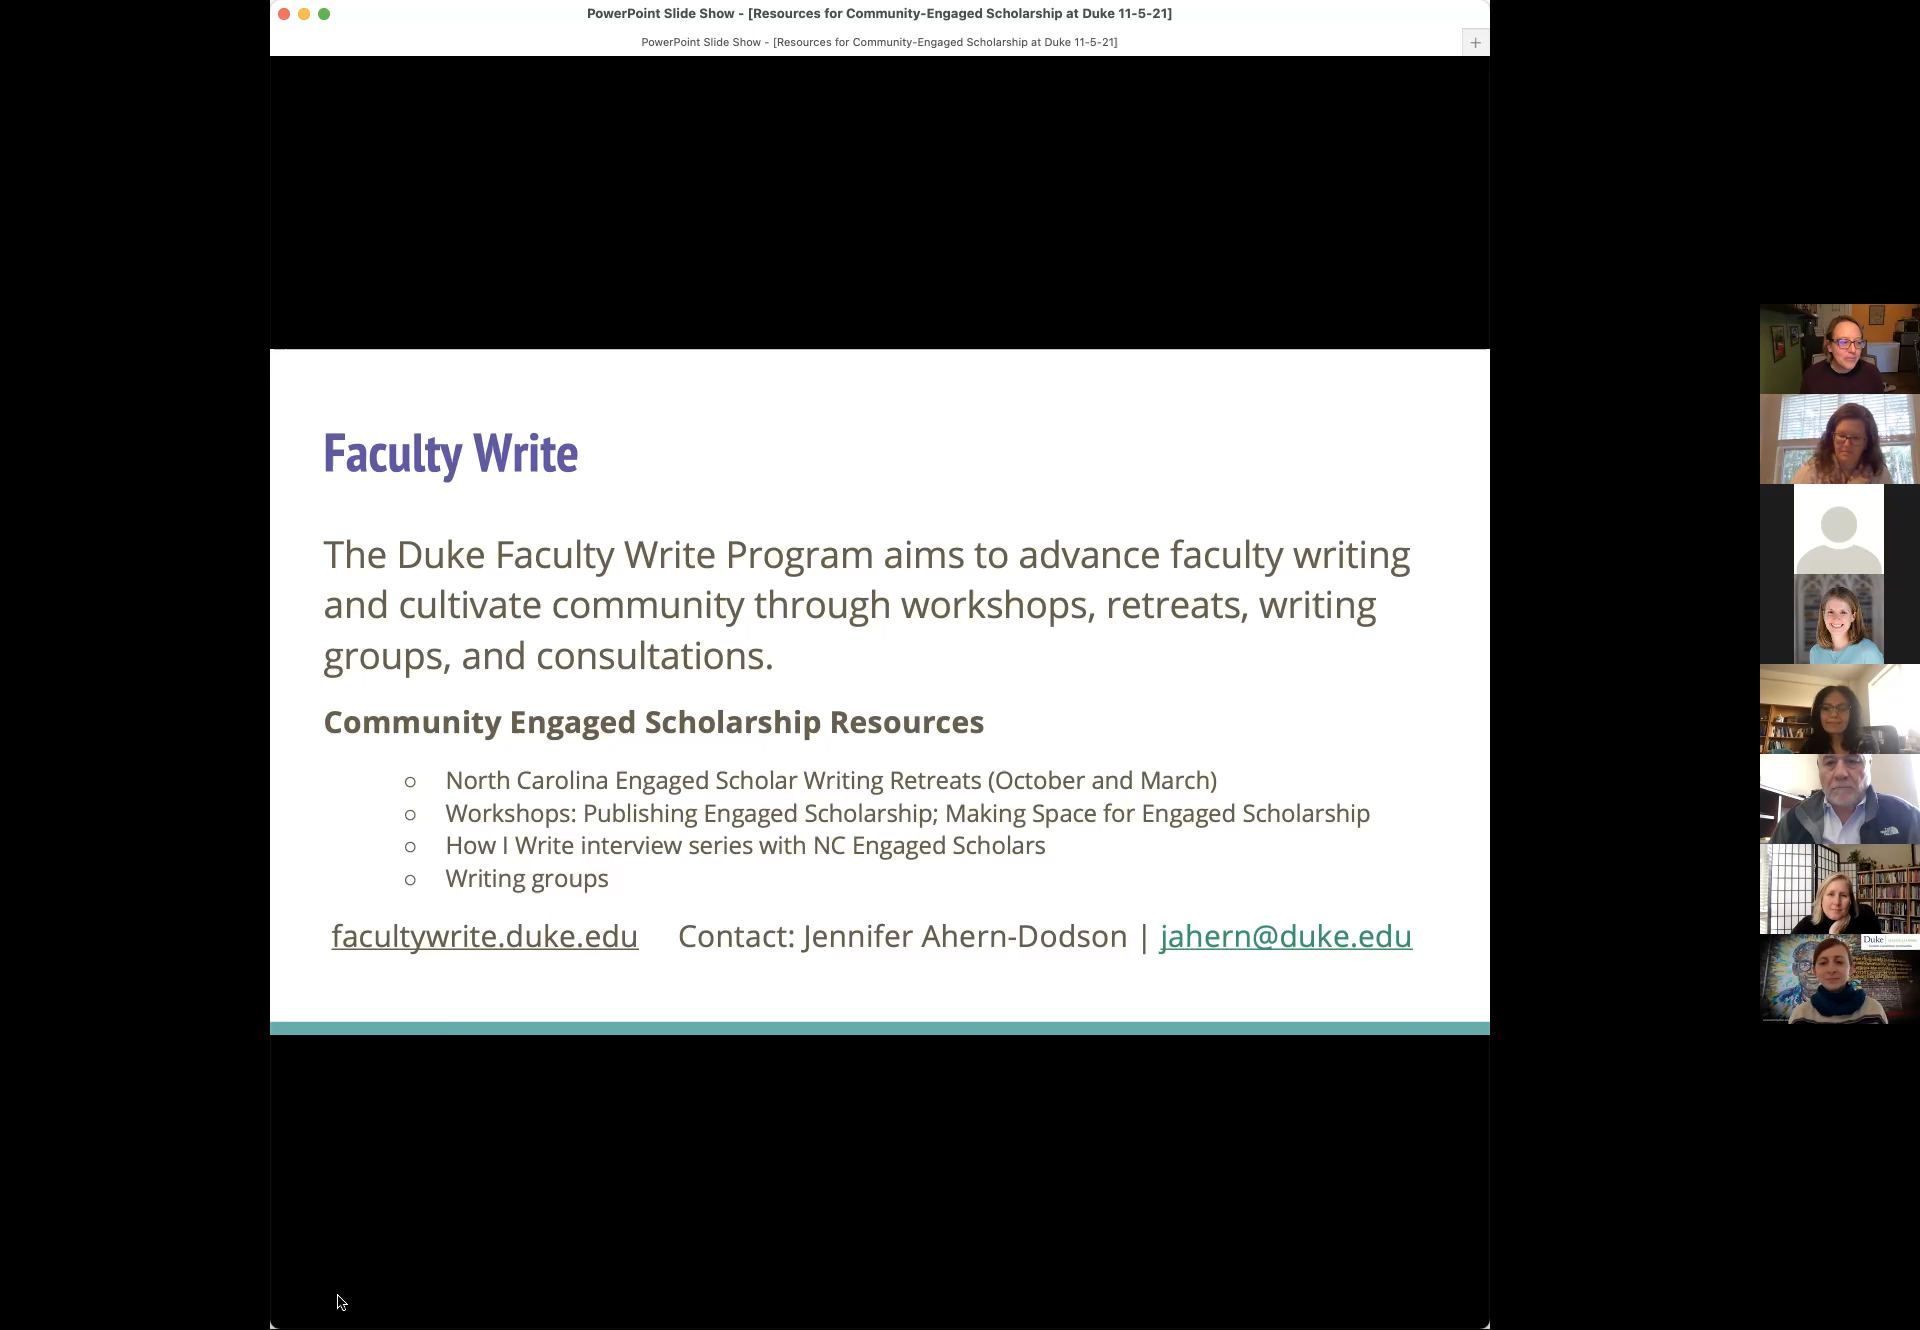 PowerPoint Slide Show - [Resources for Community-Engaged Scholarship at Duke 11-5-21]
PowerPoint Slide Show - [Resources for Community-Engaged Scholarship at Duke 11-5-21]
Faculty Write
The Duke Faculty Write Program aims to advance faculty writing
and cultivate community through workshops, retreats, writing
groups, and consultations.
Community Engaged Scholarship Resources
○ North Carolina Engaged Scholar Writing Retreats (October and March)
○ Workshops: Publishing Engaged Scholarship; Making Space for Engaged Scholarship
○ How I Write interview series with NC Engaged Scholars
○ Writing groups
facultywrite.duke.edu Contact: Jennifer Ahern-Dodson | jahern@duke.edu
Duke